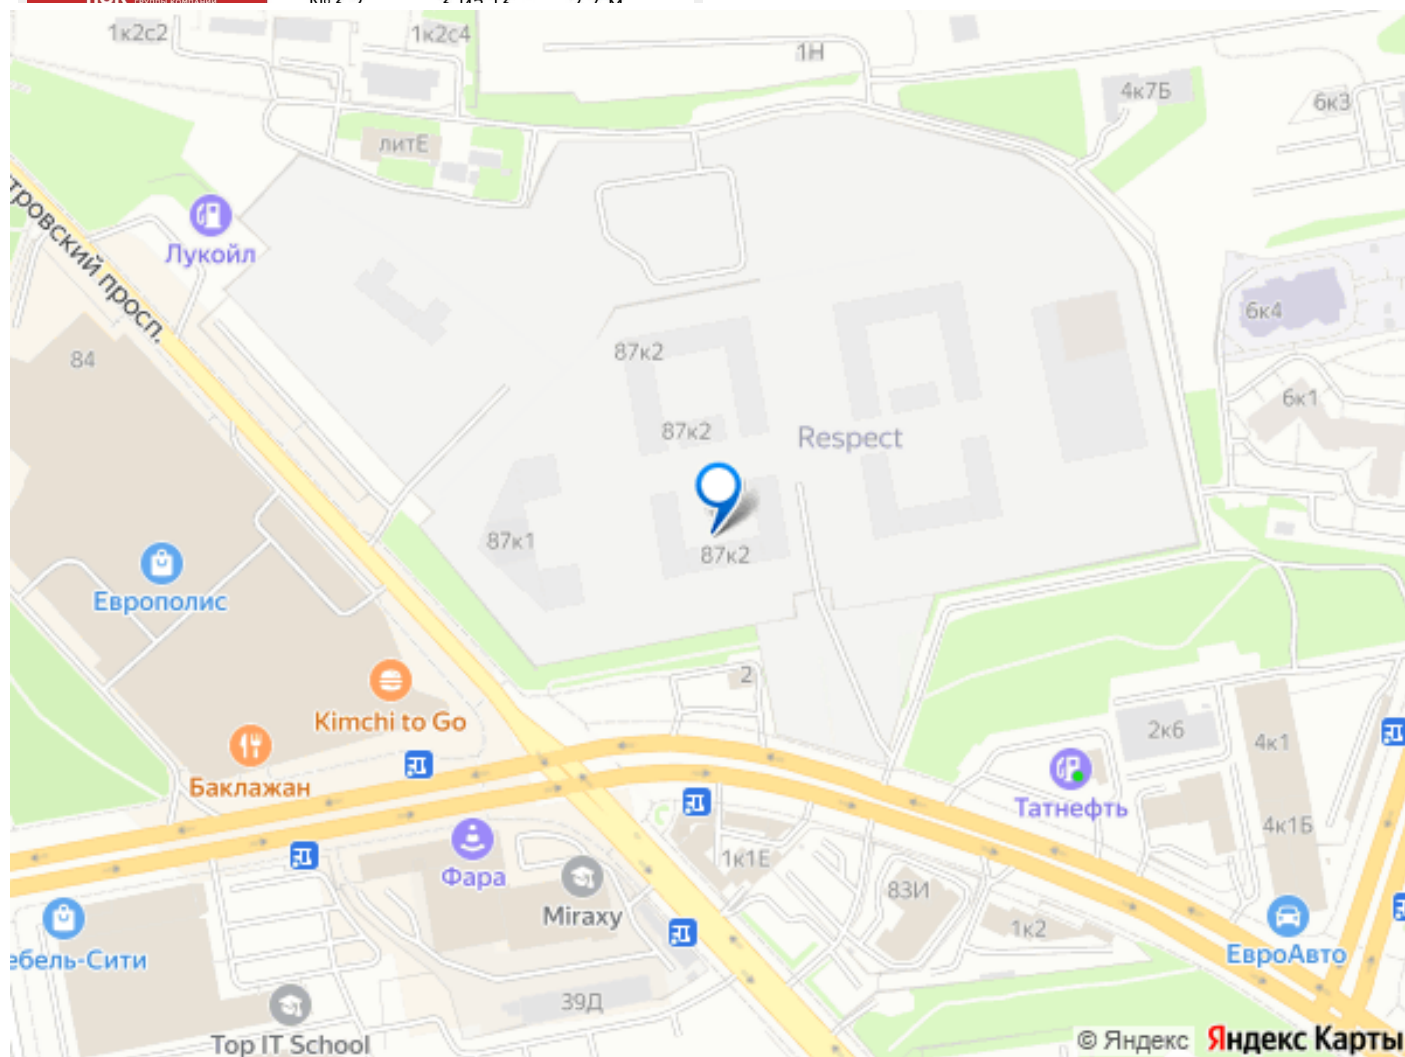 1к2с2
1к2с4
1Н
4к7Б
6к3
литЕ
Лукойл
тровский просп.
84
6к4
87к2
6к1
87к2
Respect
87к1
87к2
Европолис
2
Kimchi to Go
2к6
4к1
Баклажан
Татнефть
4к1Б
1к1Е
Фара
83И
Miraxy
1к2
ЕвроАвто
ебель-Сити
39Д
Top IT School
© Яндекс Яндекс Карты